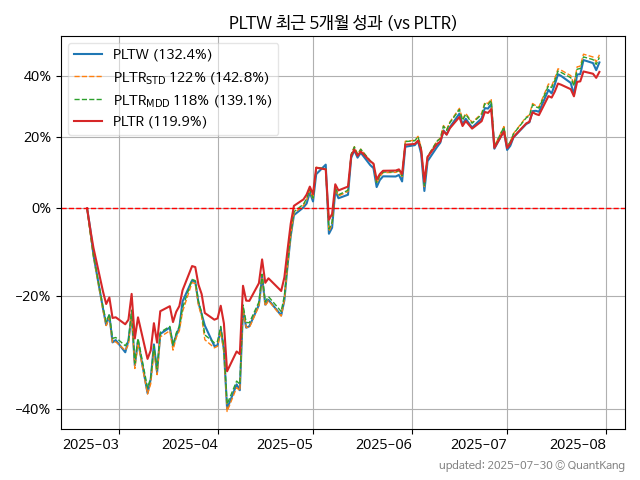 PLTW 최근 5개월 성과 (vs PLTR)
PLTW (132.4%)
PLTRSTD 122% (142.8%)
PLTRMDD 118% (139.1%)
PLTR (119.9%)
40%
20%
0%
−20%
−40%
2025-03 2025-04 2025-05 2025-06 2025-07 2025-08
updated: 2025-07-30 © QuantKang